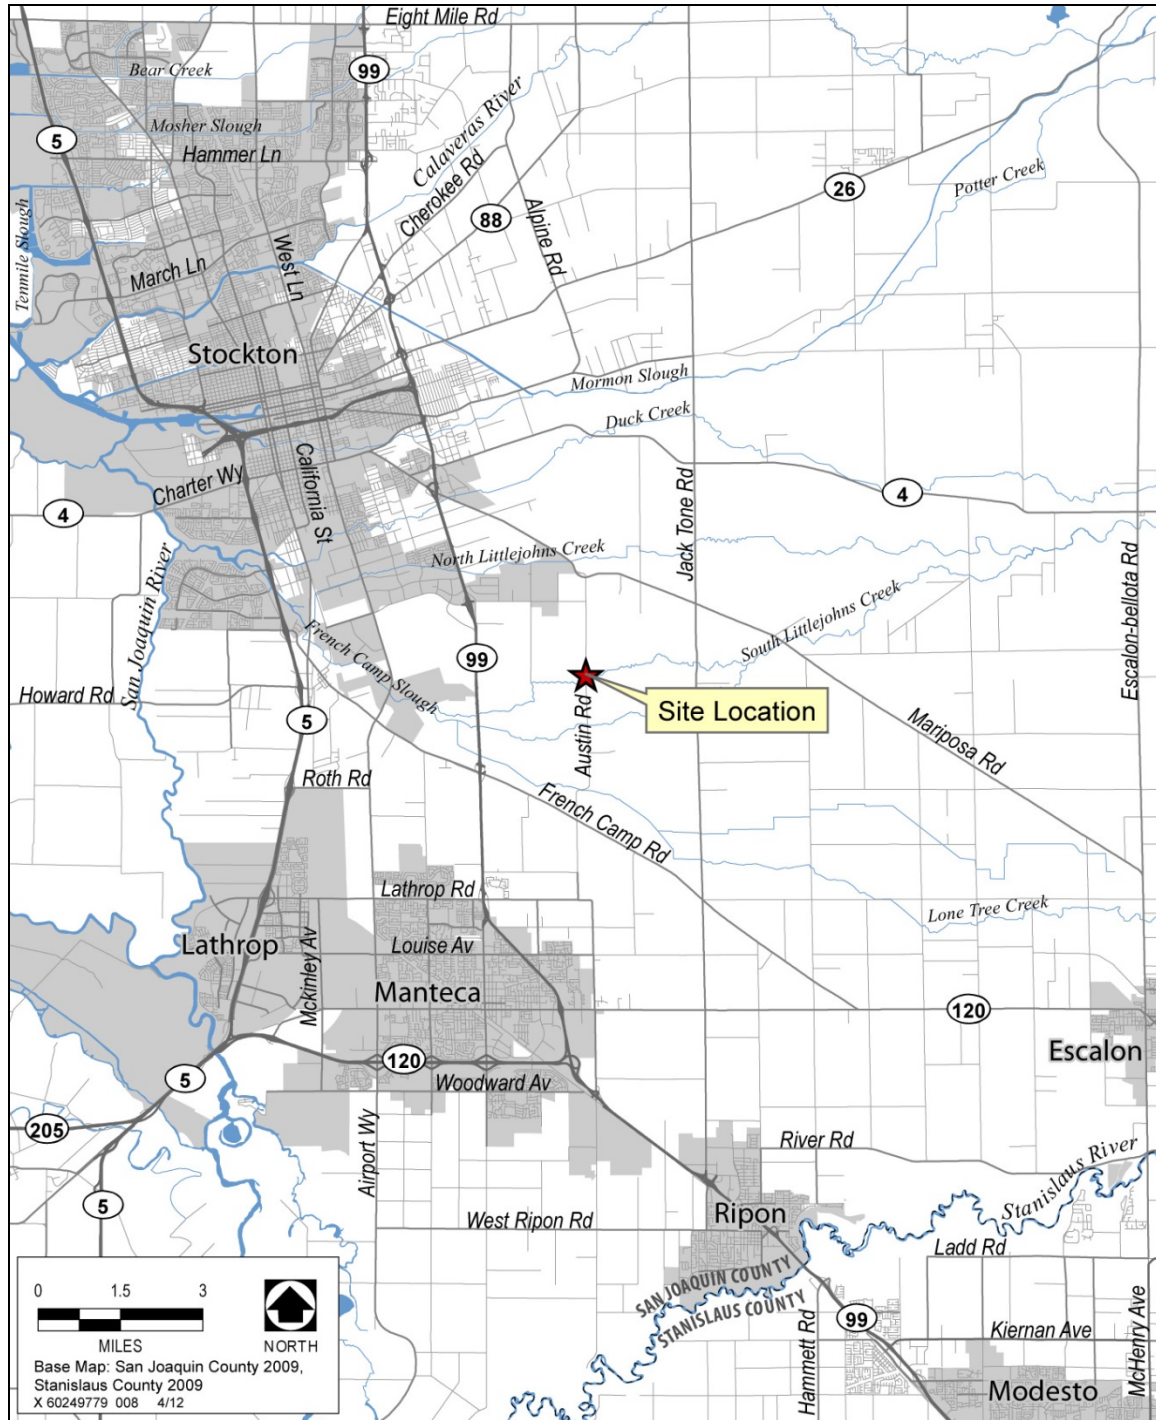 Eight Mile Rd
Bear Creek
99
Calaveras River
5
Mosher Slough
Hammer Ln
Cherokee Rd
26
Potter Creek
88
Alpine Rd
Tenmile Slough
West Ln
March Ln
Stockton
Mormon Slough
Duck Creek
California St
Charter Wy
Jack Tone Rd
4
4
North Littlejohns Creek
San Joaquin River
South Littlejohns Creek
Escalon-bellota Rd
French Camp Slough
99
Howard Rd
5
Austin Rd
Site Location
Mariposa Rd
Roth Rd
French Camp Rd
Lathrop Rd
Lone Tree Creek
Lathrop
Mckinley Av
Louise Av
Manteca
120
120
Escalon
5
Woodward Av
205
Airport Wy
River Rd
Stanislaus River
5
West Ripon Rd
Ripon
Ladd Rd
SAN JOAQUIN COUNTY
STANISLAUS COUNTY
Hammett Rd
99
Kiernan Ave
McHenry Ave
Modesto
0 1.5 3
MILES
NORTH
Base Map: San Joaquin County 2009,
Stanislaus County 2009
X 60249779 008 4/12